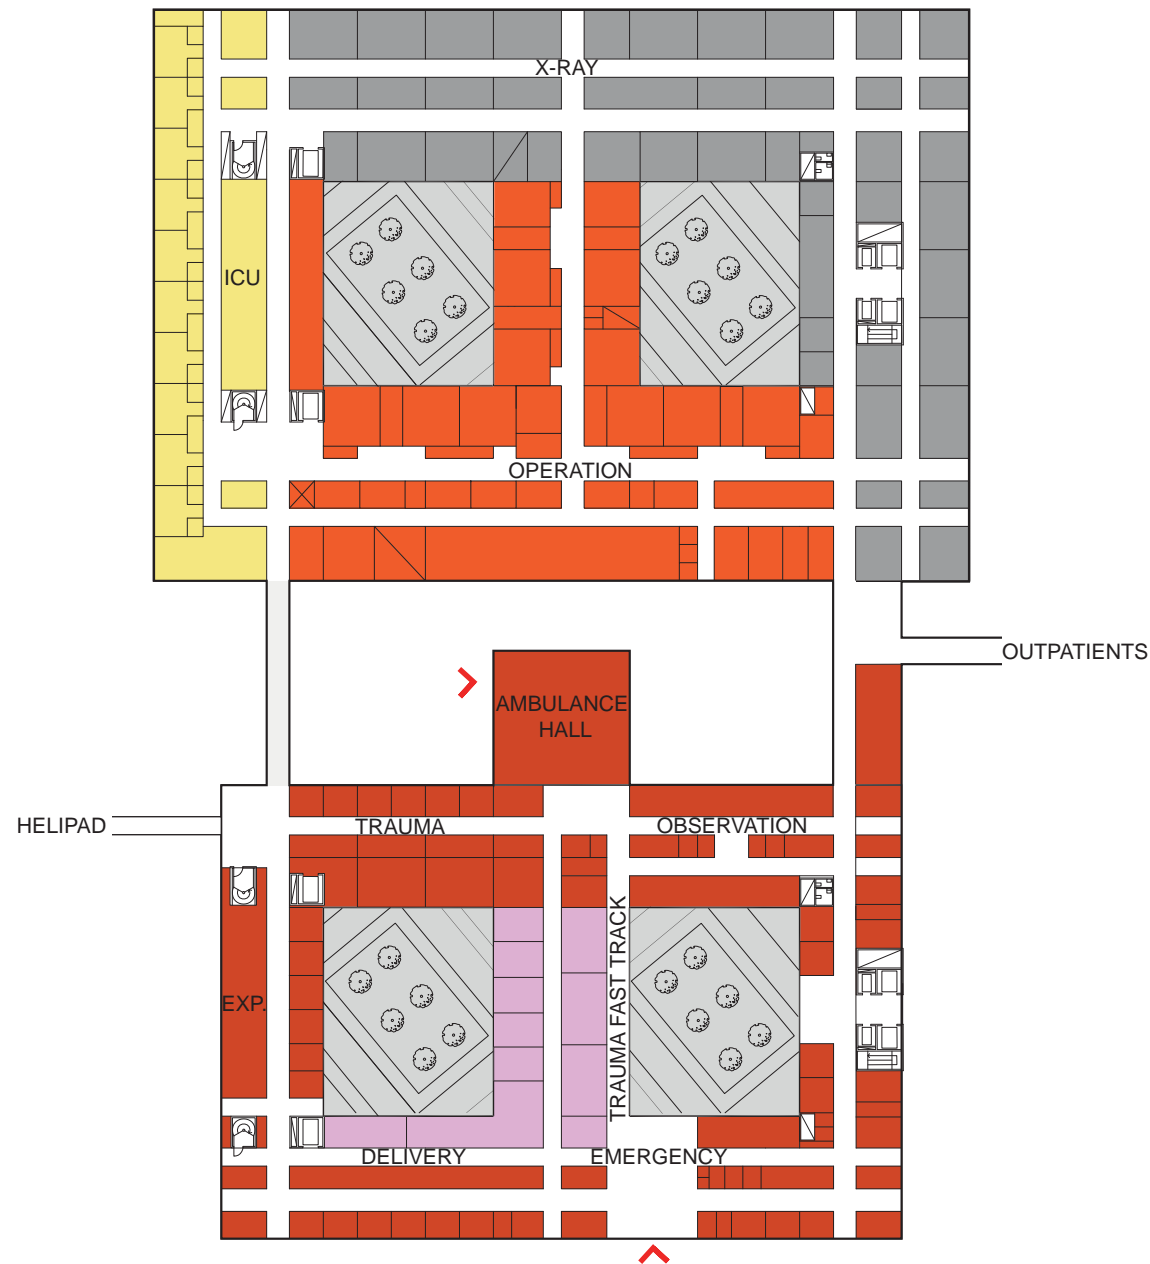 X-RAY
ICU
OPERATION
OUTPATIENTS
AMBULANCE
HALL
HELIPAD
TRAUMA
OBSERVATION
TRAUMA FAST TRACK
EXP.
DELIVERY
EMERGENCY